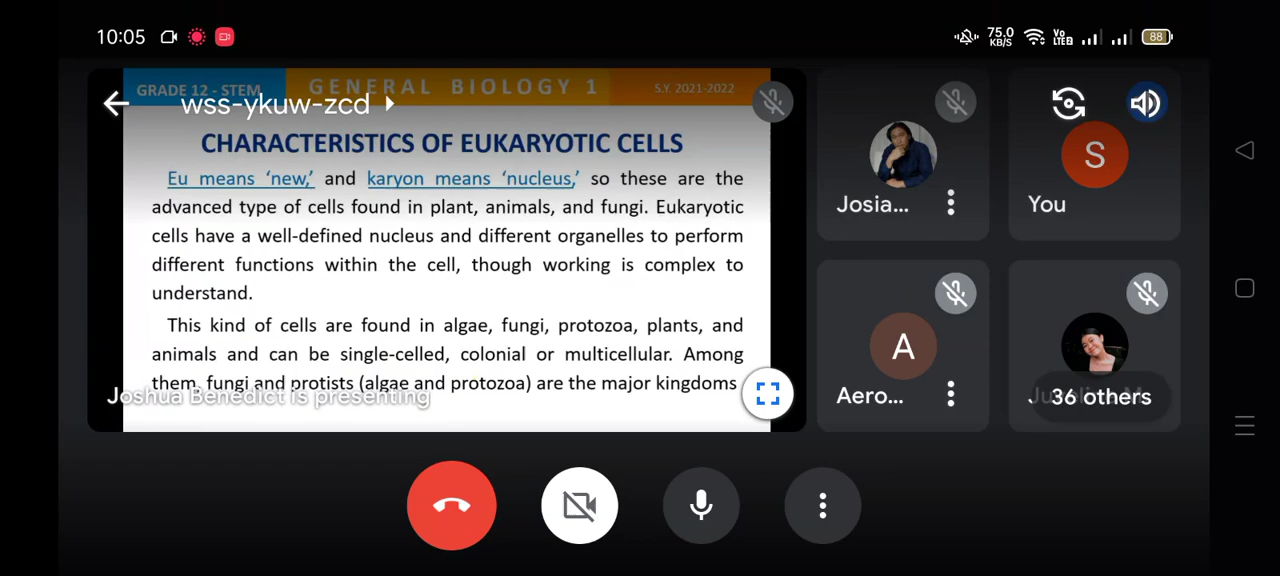 10:05
75.0
KB/S
Vo
LTE2
88
GRADE 12 - STEM
GENERAL BIOLOGY 1
S.Y. 2021-2022
wss-ykuw-zcd
CHARACTERISTICS OF EUKARYOTIC CELLS
Eu means ‘new,’ and karyon means ‘nucleus,’ so these are the
advanced type of cells found in plant, animals, and fungi. Eukaryotic
cells have a well-defined nucleus and different organelles to perform
different functions within the cell, though working is complex to
understand.
This kind of cells are found in algae, fungi, protozoa, plants, and
animals and can be single-celled, colonial or multicellular. Among
them, fungi and protists (algae and protozoa) are the major kingdoms
Joshua Benedict is presenting
Josia...
S
You
A
Aero...
36 others